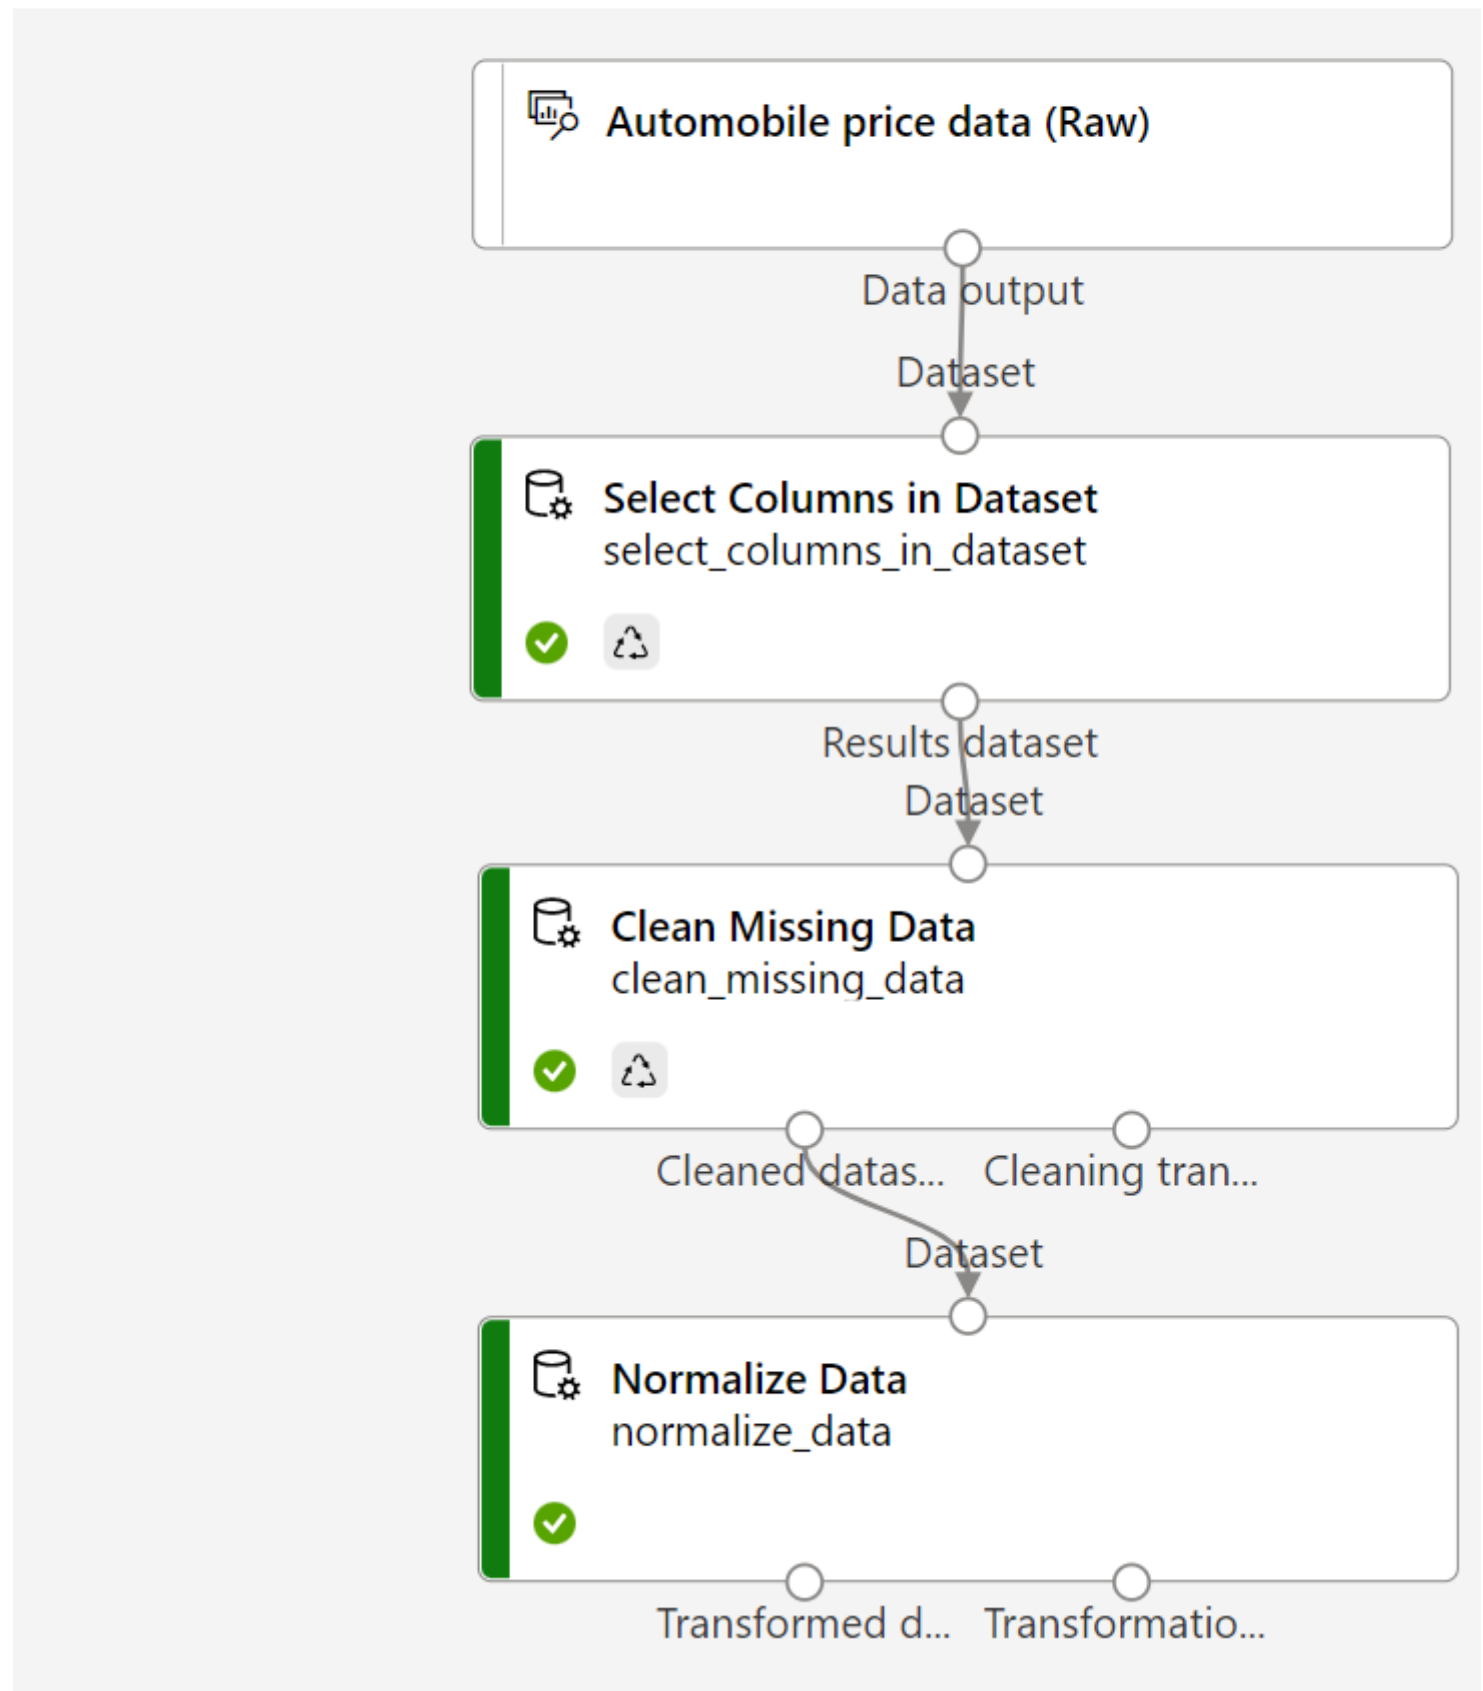 Automobile price data (Raw)
Data output
Dataset
Select Columns in Dataset
select_columns_in_dataset
Results dataset
Dataset
Clean Missing Data
clean_missing_data
Cleaned datas... Cleaning tran...
Dataset
Normalize Data
normalize_data
Transformed d... Transformatio...